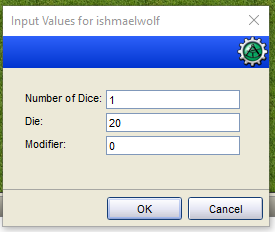 Input Values for ishmaelwolf
Number of Dice: 1
Die: 20
Modifier: 0
OK Cancel